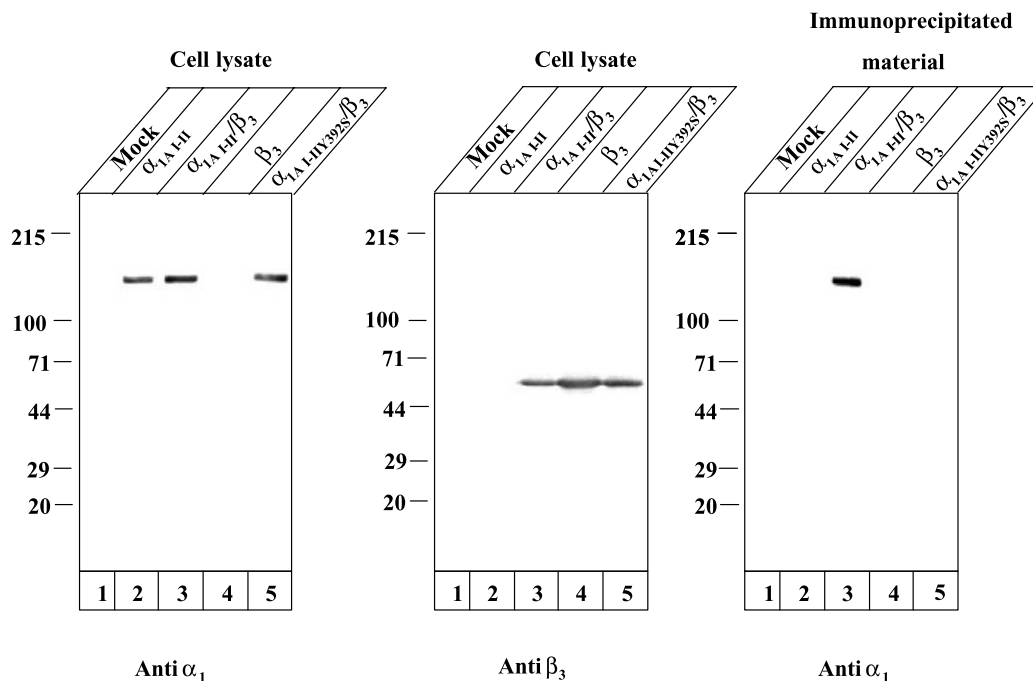 Cell lysate
Mock
α1A I-II
α1A I-II/β3
β3
α1A I-IIY392S/β3
215
100
71
44
29
20
1 2 3 4 5
Anti α1
Cell lysate
Mock
α1A I-II
α1A I-II/β3
β3
α1A I-IIY392S/β3
215
100
71
44
29
20
1 2 3 4 5
Anti β3
Immunoprecipitated
material
Mock
α1A I-II
α1A I-II/β3
β3
α1A I-IIY392S/β3
215
100
71
44
29
20
1 2 3 4 5
Anti α1